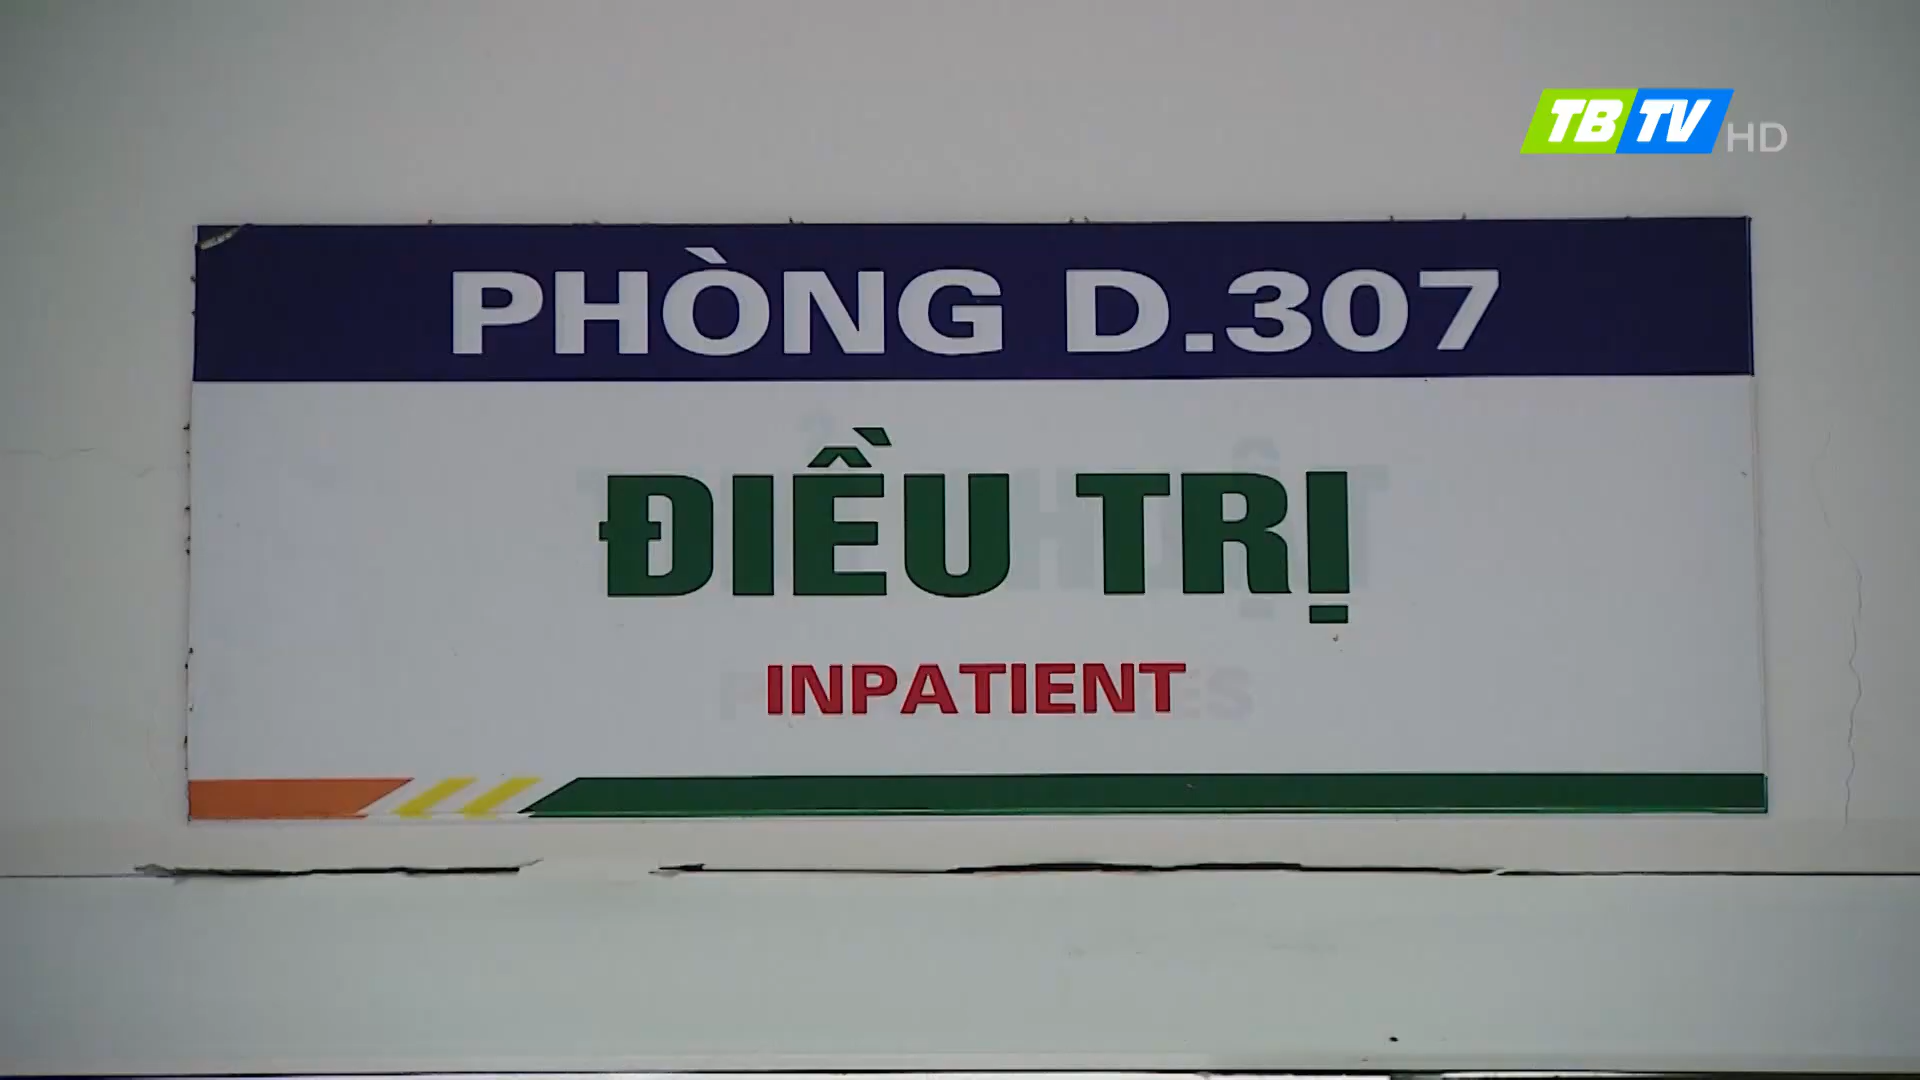 TBTV HD
PHÒNG D.307
ĐIỀU TRỊ
INPATIENT